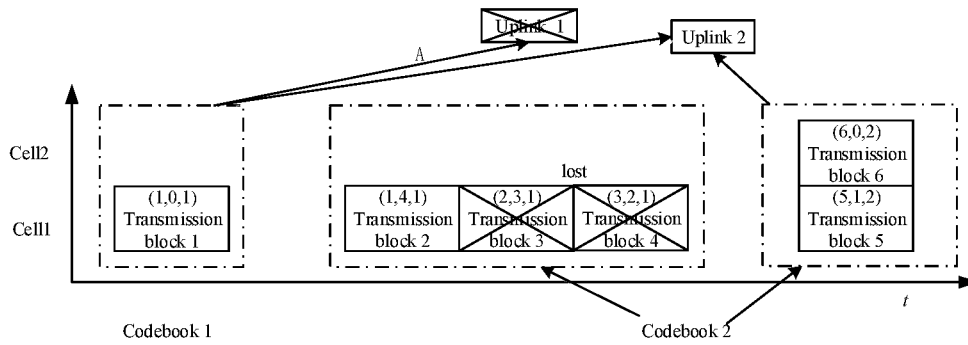 Uplink 1
Uplink 2
A
Cell2
Cell1
(1,0,1)
Transmission
block 1
lost
(1,4,1)
Transmission
block 2
(2,3,1)
Transmission
block 3
(3,2,1)
Transmission
block 4
(6,0,2)
Transmission
block 6
(5,1,2)
Transmission
block 5
t
Codebook 1
Codebook 2